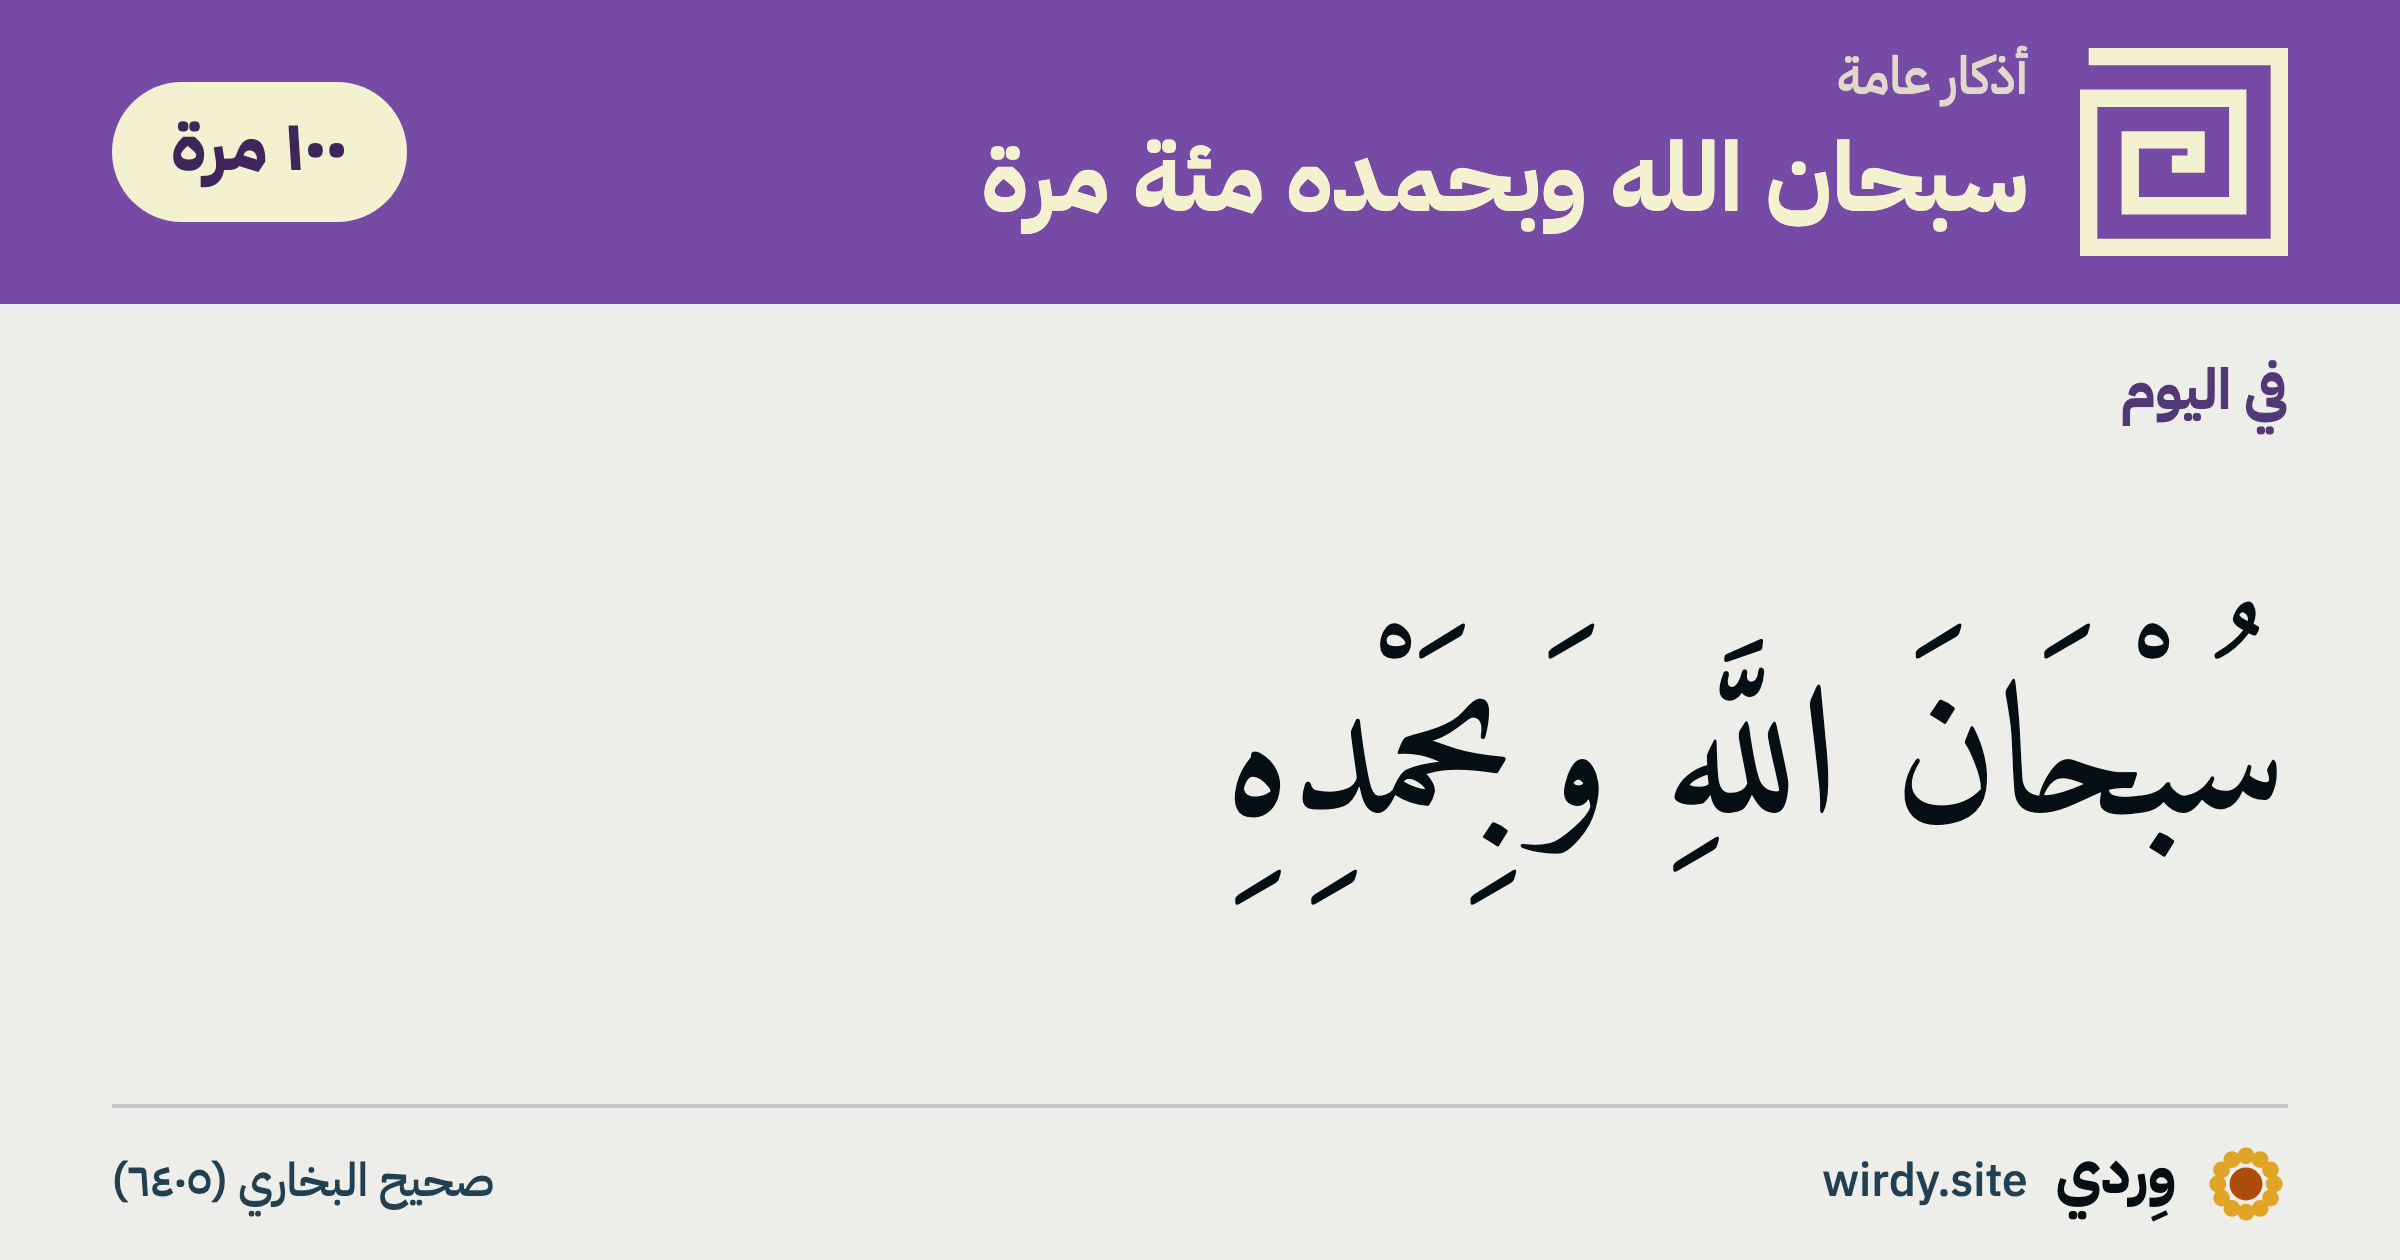 أذكار عامة
سبحان الله وبحمده مئة مرة
١٠٠ مرة
في اليوم
سُبْحَانَ اللَّهِ وَبِحَمْدِهِ
وِردي wirdy.site
صحيح البخاري (٦٤٠٥)